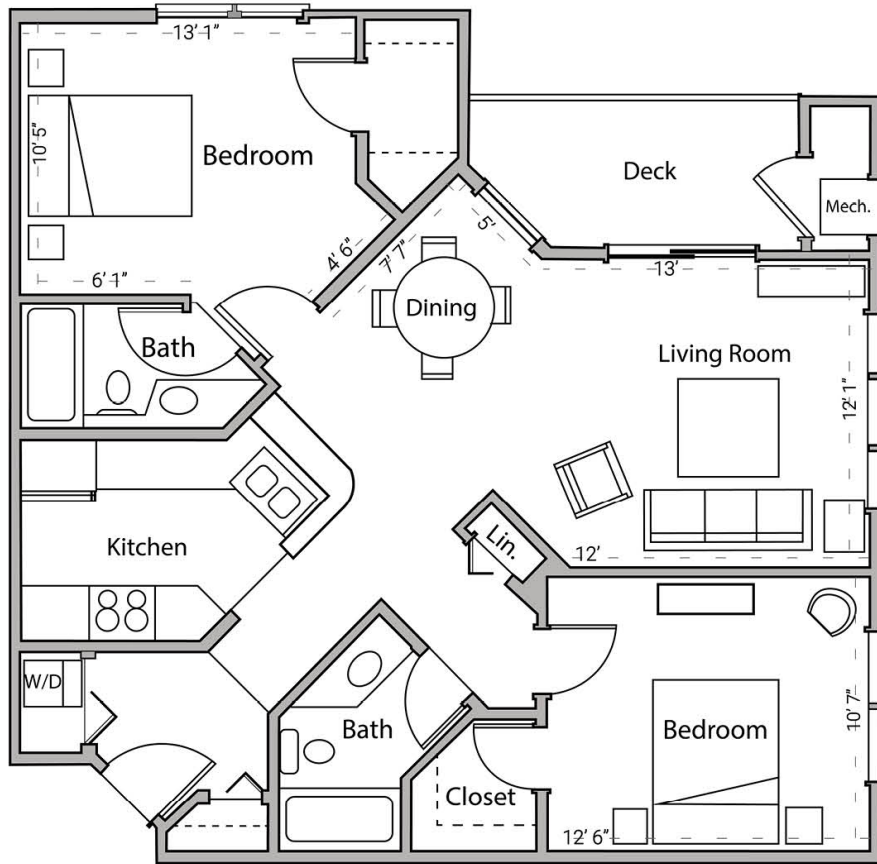 13' 1"
10' 5"
Bedroom
Deck
Mech.
5'
4' 6"
7' 7"
13'
6' 1"
Dining
Bath
Living Room
12' 1"
Kitchen
Lin.
12'
W/D
Bath
Bedroom
10' 7"
Closet
12' 6"